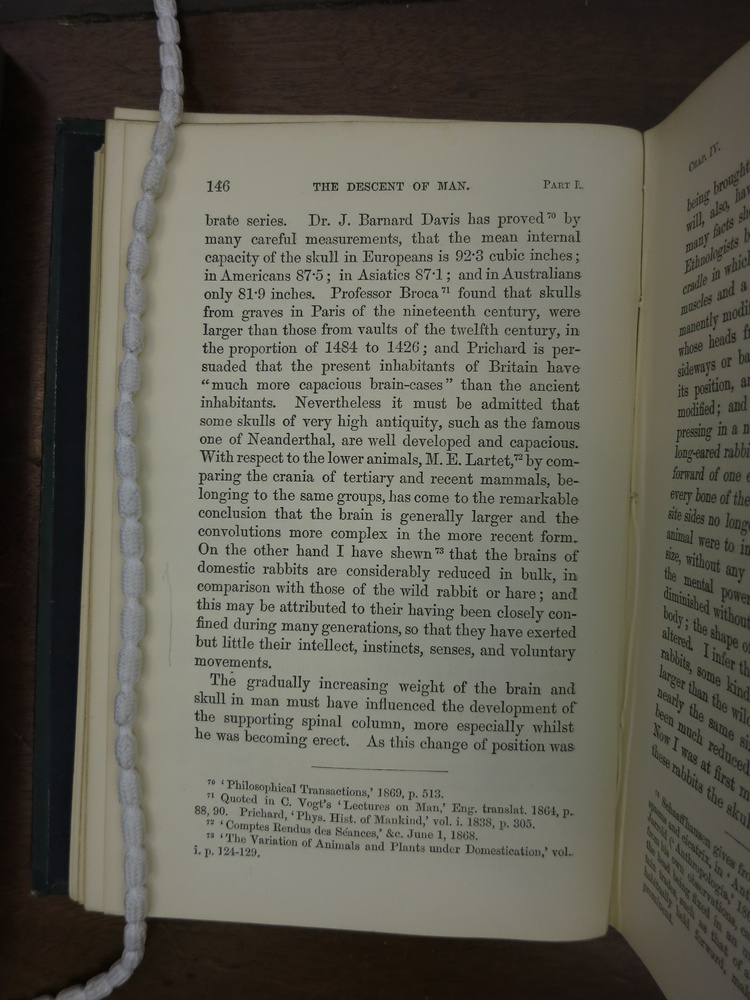 146 THE DESCENT OF MAN. PART I.
brate series. Dr. J. Barnard Davis has proved⁷⁰ by
many careful measurements, that the mean internal
capacity of the skull in Europeans is 92·3 cubic inches;
in Americans 87·5; in Asiatics 87·1; and in Australians
only 81·9 inches. Professor Broca⁷¹ found that skulls
from graves in Paris of the nineteenth century, were
larger than those from vaults of the twelfth century, in
the proportion of 1484 to 1426; and Prichard is per-
suaded that the present inhabitants of Britain have
“much more capacious brain-cases” than the ancient
inhabitants. Nevertheless it must be admitted that
some skulls of very high antiquity, such as the famous
one of Neanderthal, are well developed and capacious.
With respect to the lower animals, M. E. Lartet,⁷² by com-
paring the crania of tertiary and recent mammals, be-
longing to the same groups, has come to the remarkable
conclusion that the brain is generally larger and the
convolutions more complex in the more recent form.
On the other hand I have shewn⁷³ that the brains of
domestic rabbits are considerably reduced in bulk, in
comparison with those of the wild rabbit or hare; and
this may be attributed to their having been closely con-
fined during many generations, so that they have exerted
but little their intellect, instincts, senses, and voluntary
movements.
The gradually increasing weight of the brain and
skull in man must have influenced the development of
the supporting spinal column, more especially whilst
he was becoming erect. As this change of position was
⁷⁰ ‘Philosophical Transactions,’ 1869, p. 513.
⁷¹ Quoted in C. Vogt's ‘Lectures on Man,’ Eng. translat. 1864, p.
88, 90. Prichard, ‘Phys. Hist. of Mankind,’ vol. i. 1838, p. 305.
⁷² ‘Comptes Rendus des Séances,’ &c. June 1, 1868.
⁷³ ‘The Variation of Animals and Plants under Domestication,’ vol.
i. p. 124-129.
CHAP. IV.
being brought
will, also, hav
many facts sh
Ethnologists b
cradle in which
muscles and a
manently modi
whose heads fr
sideways or ba
its position, an
modified; and
pressing in a n
long-eared rabbi
forward of one
every bone of the
site sides no long
animal were to in
size, without any
the mental power
diminished without
body; the shape o
altered. I infer th
rabbits, some kind
larger than the wild
nearly the same si
been much reduced
Now I was at first m
these rabbits the skul